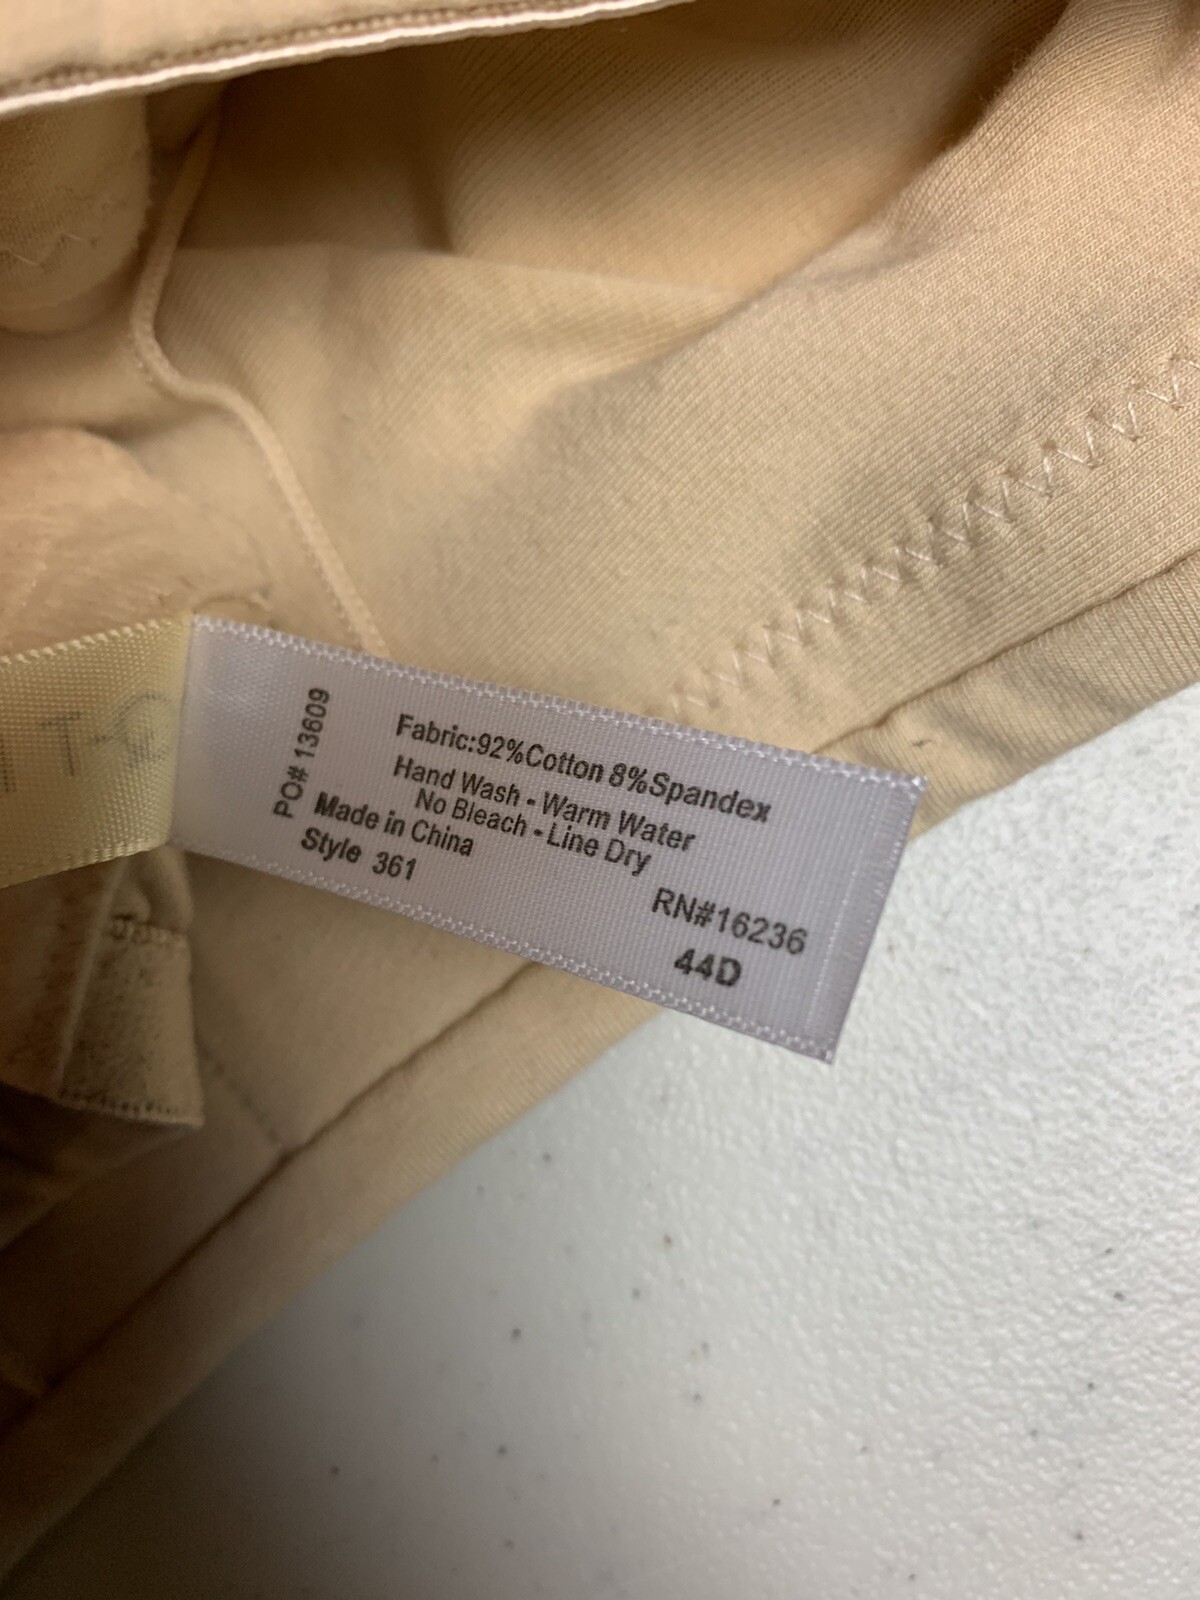 PO# 13609
Fabric:92%Cotton 8%Spandex
Hand Wash - Warm Water
No Bleach - Line Dry
Made in China
Style 361
RN#16236
44D